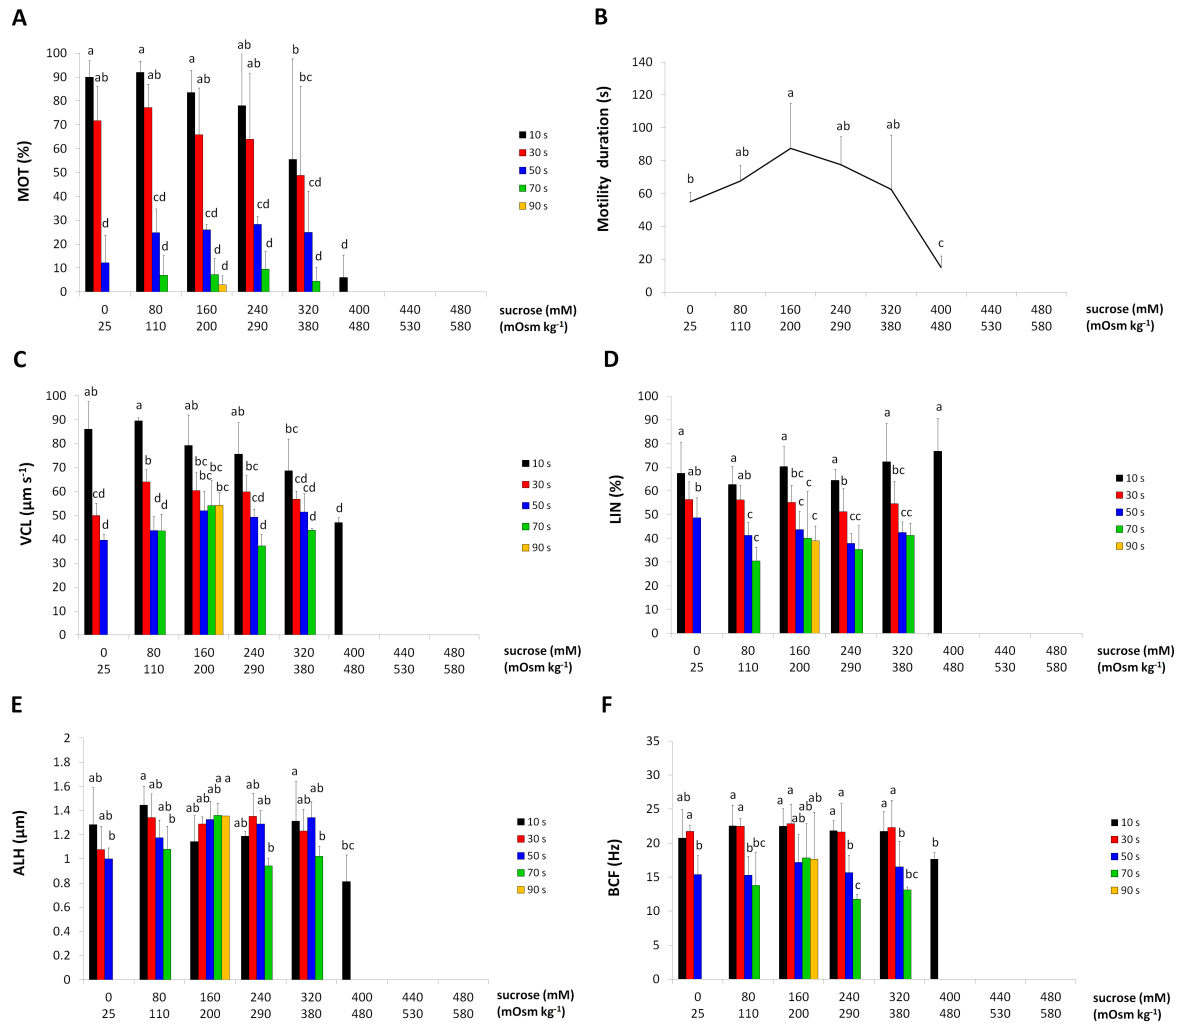 A
100
90
80
70
60
50
40
30
20
10
0
MOT (%)
a ab d
a ab cd d
a ab cd d d
ab ab cd d
b bc cd d
d
10 s
30 s
50 s
70 s
90 s
0 80 160 240 320 400 440 480 sucrose (mM)
25 110 200 290 380 480 530 580 (mOsm kg-1)
B
140
120
100
80
60
40
20
0
Motility duration (s)
b ab a ab ab c
0 80 160 240 320 400 440 480 sucrose (mM)
25 110 200 290 380 480 530 580 (mOsm kg-1)
C
100
90
80
70
60
50
40
30
20
10
0
VCL (µm s-1)
ab cd d
a b d d
ab bc bc bc bc
ab bc cd d
bc cd cd d
d
10 s
30 s
50 s
70 s
90 s
0 80 160 240 320 400 440 480 sucrose (mM)
25 110 200 290 380 480 530 580 (mOsm kg-1)
D
100
90
80
70
60
50
40
30
20
10
0
LIN (%)
a ab b
a ab c c
a bc c c c
a ab cc
a bc c c
a
10 s
30 s
50 s
70 s
90 s
0 80 160 240 320 400 440 480 sucrose (mM)
25 110 200 290 380 480 530 580 (mOsm kg-1)
E
2
1.8
1.6
1.4
1.2
1
0.8
0.6
0.4
0.2
0
ALH (µm)
ab ab b
a ab ab b
ab ab ab a a
ab ab ab b
a ab ab b
b
10 s
30 s
50 s
70 s
90 s
0 80 160 240 320 400 440 480 sucrose (mM)
25 110 200 290 380 480 530 580 (mOsm kg-1)
F
35
30
25
20
15
10
5
0
BCF (Hz)
ab a b
a a b bc
a a ab ab ab
a a b c
a a b bc
b
10 s
30 s
50 s
70 s
90 s
0 80 160 240 320 400 440 480 sucrose (mM)
25 110 200 290 380 480 530 580 (mOsm kg-1)